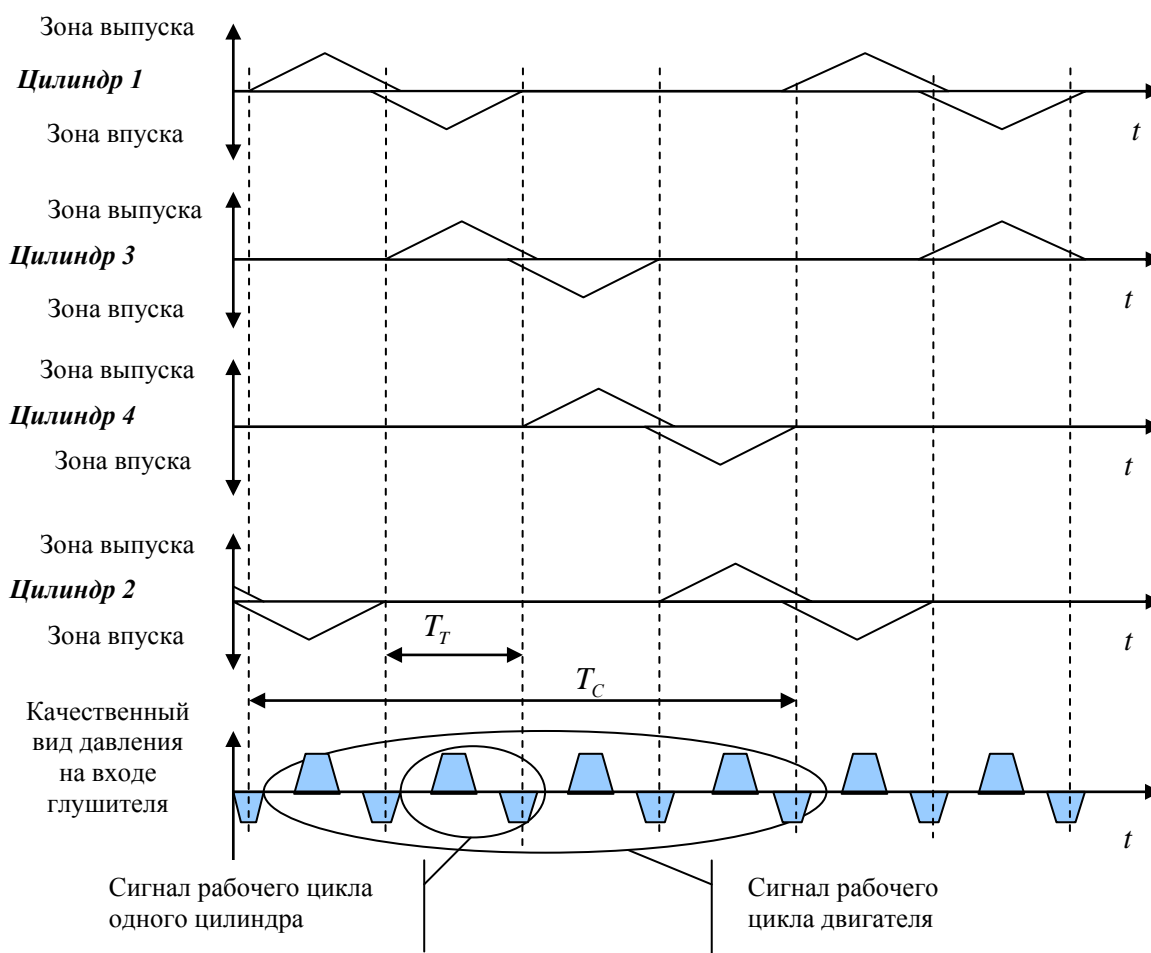 Зона выпуска
Цилиндр 1
Зона впуска
t
Зона выпуска
Цилиндр 3
Зона впуска
t
Зона выпуска
Цилиндр 4
Зона впуска
t
Зона выпуска
Цилиндр 2
Зона впуска
t
T_T
T_C
Качественный
вид давления
на входе
глушителя
t
Сигнал рабочего цикла
одного цилиндра
Сигнал рабочего
цикла двигателя